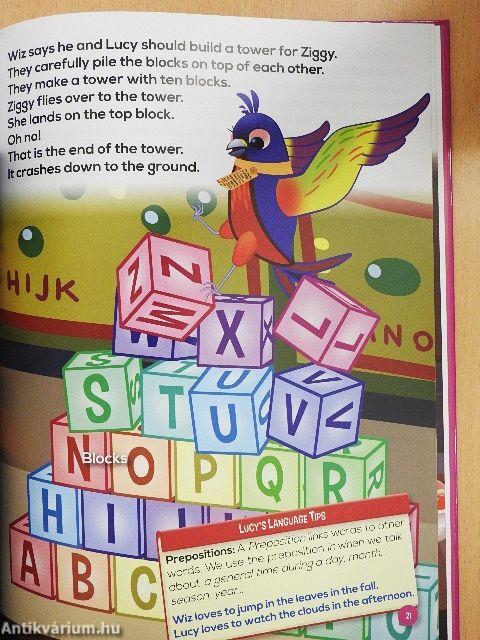 Wiz says he and Lucy should build a tower for Ziggy.
They carefully pile the blocks on top of each other.
They make a tower with ten blocks.
Ziggy flies over to the tower.
She lands on the top block.
Oh no!
That is the end of the tower.
It crashes down to the ground.
HIJK
NO
Z N
M
X X
L L
W
S S
T
U
U U
V V
N O P Q R R
Blocks
H I J
A B C
LUCY'S LANGUAGE TIPS
Prepositions: A Preposition links words to other
words. We use the preposition in when we talk
about, a general time during a day, month,
season, year...
Wiz loves to jump in the leaves in the fall.
Lucy loves to watch the clouds in the afternoon.
21
Antikvárium.hu